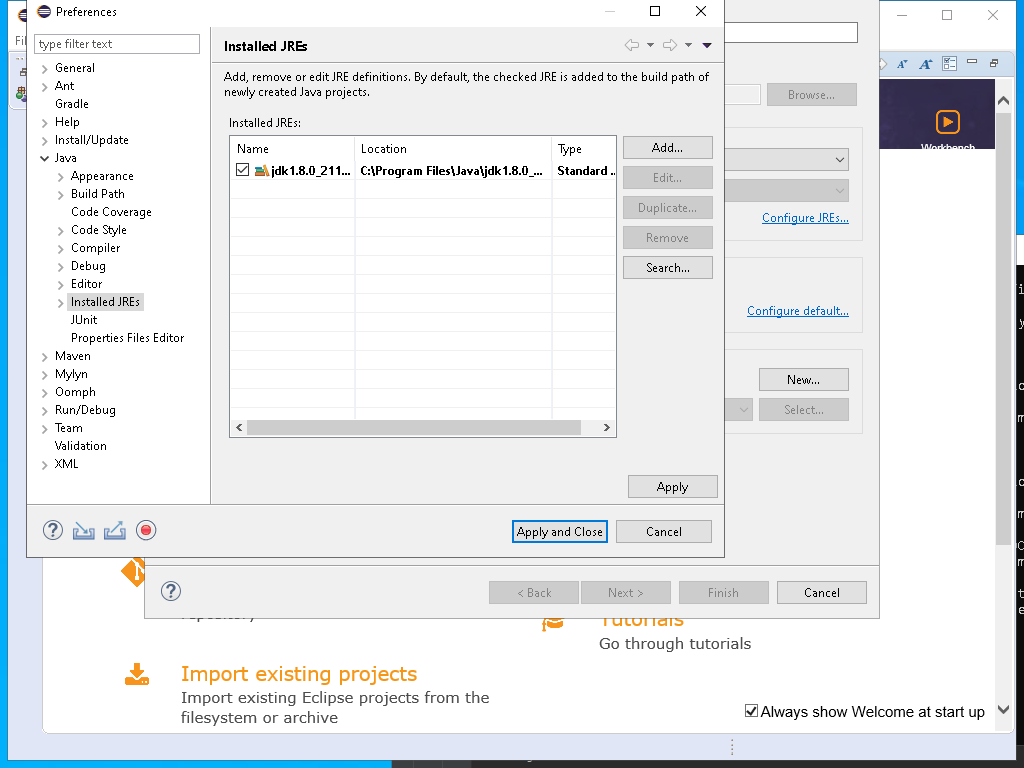 Preferences
type filter text
General
Ant
Gradle
Help
Install/Update
Java
Appearance
Build Path
Code Coverage
Code Style
Compiler
Debug
Editor
Installed JREs
JUnit
Properties Files Editor
Maven
Mylyn
Oomph
Run/Debug
Team
Validation
XML
Installed JREs
Add, remove or edit JRE definitions. By default, the checked JRE is added to the build path of
newly created Java projects.
Installed JREs:
Name Location Type
jdk1.8.0_211... C:\Program Files\Java\jdk1.8.0_... Standard ...
Add...
Edit...
Duplicate...
Remove
Search...
Apply
Apply and Close Cancel
Browse...
Configure JREs...
Configure default...
New...
Select...
< Back Next > Finish Cancel
Workbench
repository
Tutorials
Go through tutorials
Import existing projects
Import existing Eclipse projects from the
filesystem or archive
Always show Welcome at start up